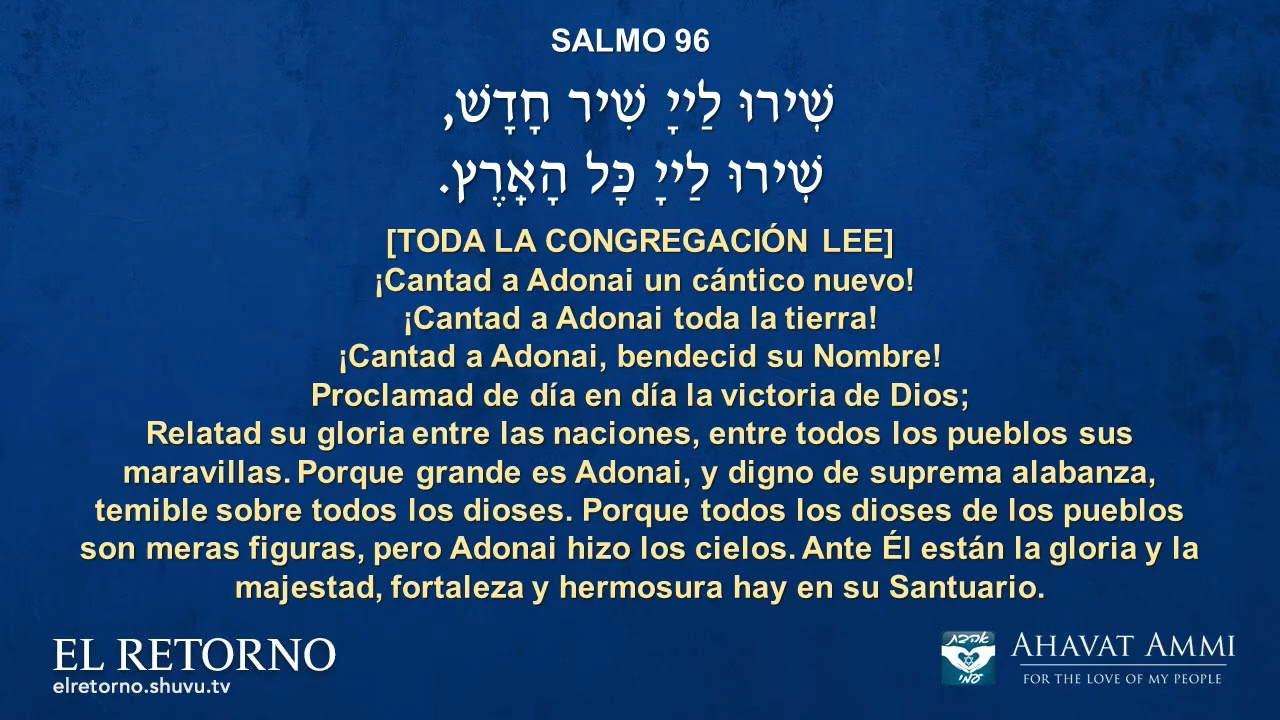 SALMO 96
שִׁירוּ לַייָ שִׁיר חָדָשׁ,
שִׁירוּ לַייָ כָּל הָאָרֶץ.
[TODA LA CONGREGACIÓN LEE]
¡Cantad a Adonai un cántico nuevo!
¡Cantad a Adonai toda la tierra!
¡Cantad a Adonai, bendecid su Nombre!
Proclamad de día en día la victoria de Dios;
Relatad su gloria entre las naciones, entre todos los pueblos sus
maravillas. Porque grande es Adonai, y digno de suprema alabanza,
temible sobre todos los dioses. Porque todos los dioses de los pueblos
son meras figuras, pero Adonai hizo los cielos. Ante Él están la gloria y la
majestad, fortaleza y hermosura hay en su Santuario.
EL RETORNO
elretorno.shuvu.tv
אהבת
עמי
AHAVAT AMMI
FOR THE LOVE OF MY PEOPLE